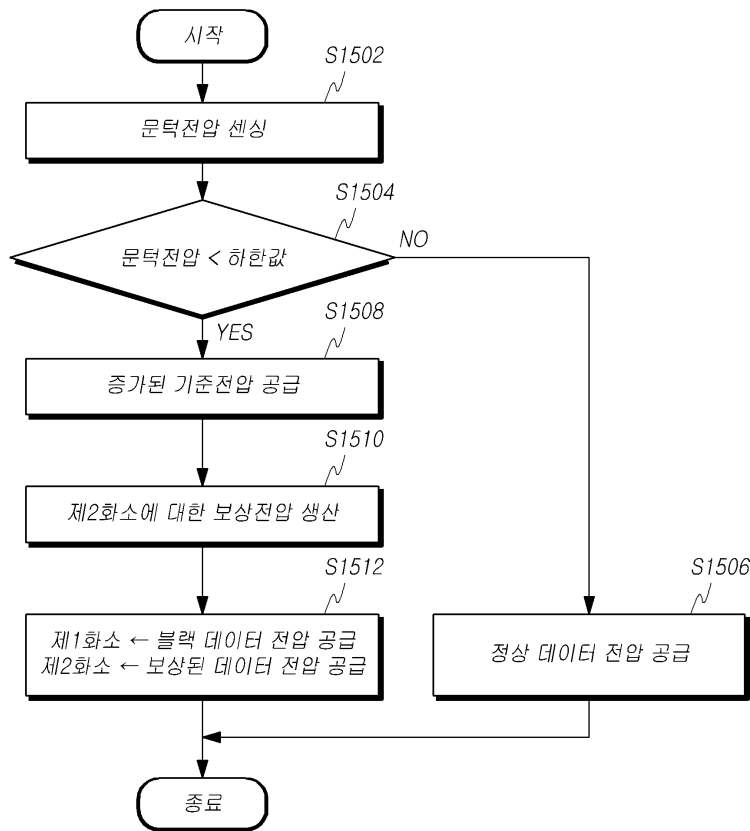 시작
S1502
문턱전압 센싱
S1504
문턱전압 < 하한값
NO
YES
S1508
증가된 기준전압 공급
S1510
제2화소에 대한 보상전압 생산
S1512
제1화소 ← 블랙 데이터 전압 공급
제2화소 ← 보상된 데이터 전압 공급
S1506
정상 데이터 전압 공급
종료